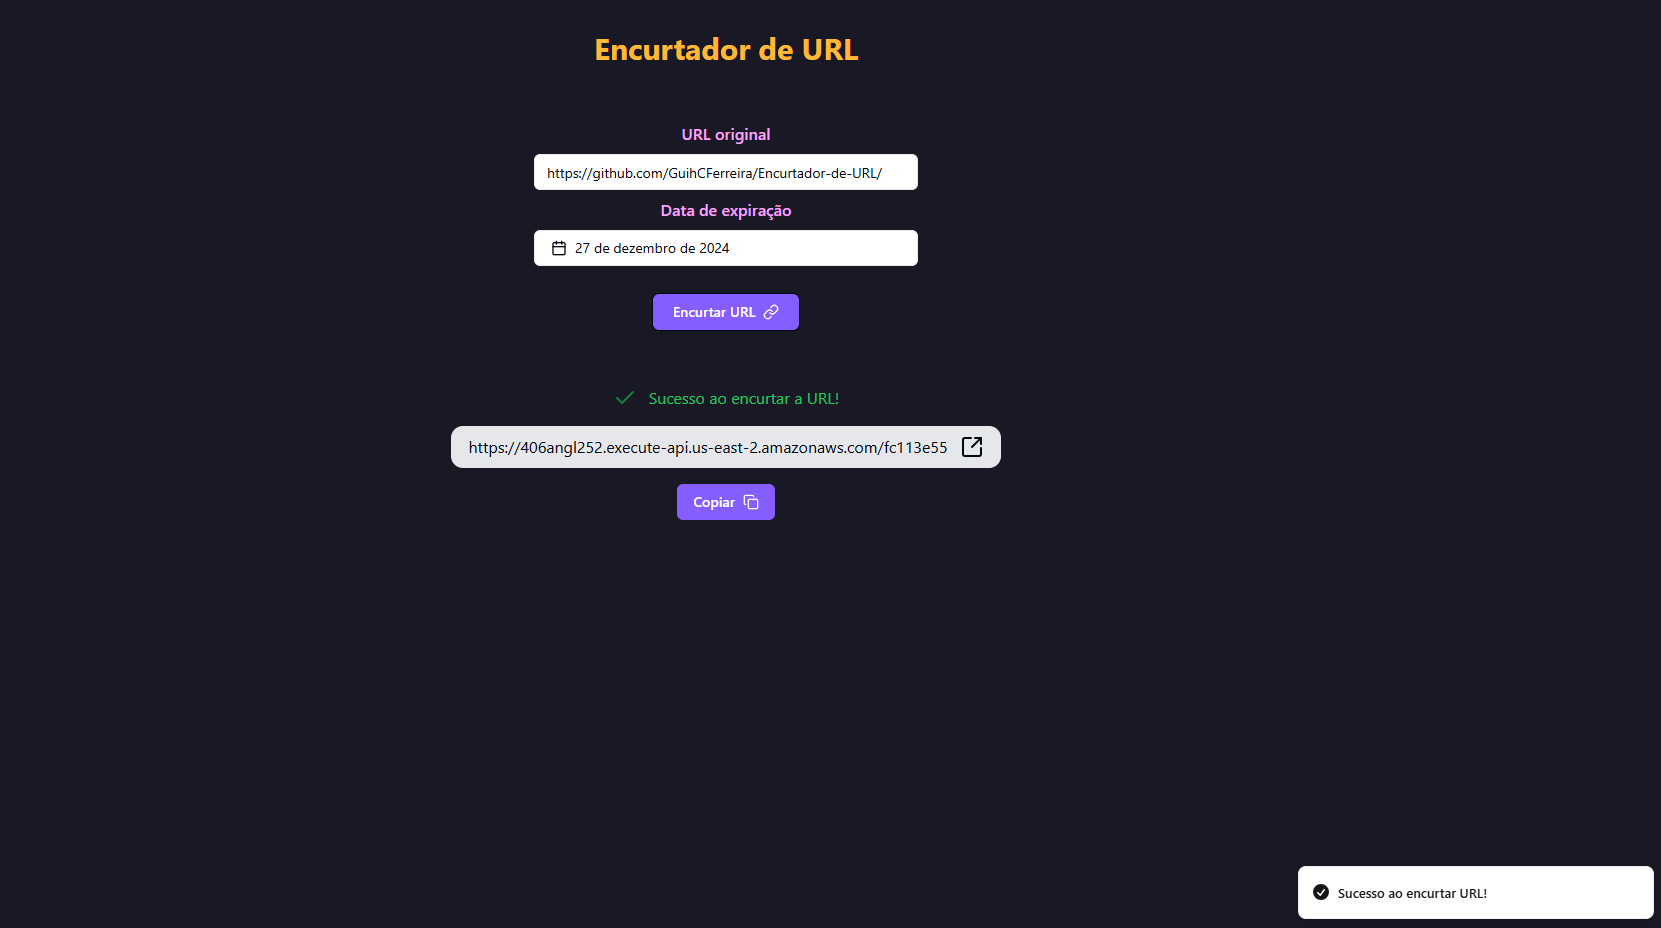 Encurtador de URL
URL original
https://github.com/GuihCFerreira/Encurtador-de-URL/
Data de expiração
27 de dezembro de 2024
Encurtar URL
Sucesso ao encurtar a URL!
https://406angl252.execute-api.us-east-2.amazonaws.com/fc113e55
Copiar
Sucesso ao encurtar URL!